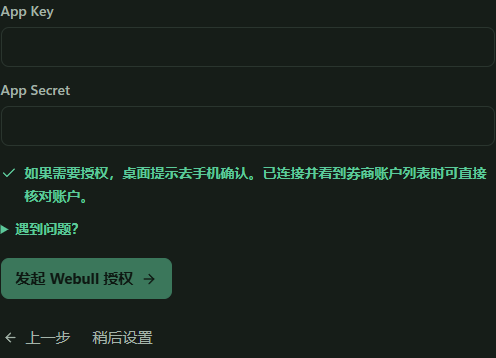 App Key
App Secret
如果需要授权，桌面提示去手机确认。已连接并看到券商账户列表时可直接
核对账户。
遇到问题?
发起 Webull 授权 →
← 上一步 稍后设置